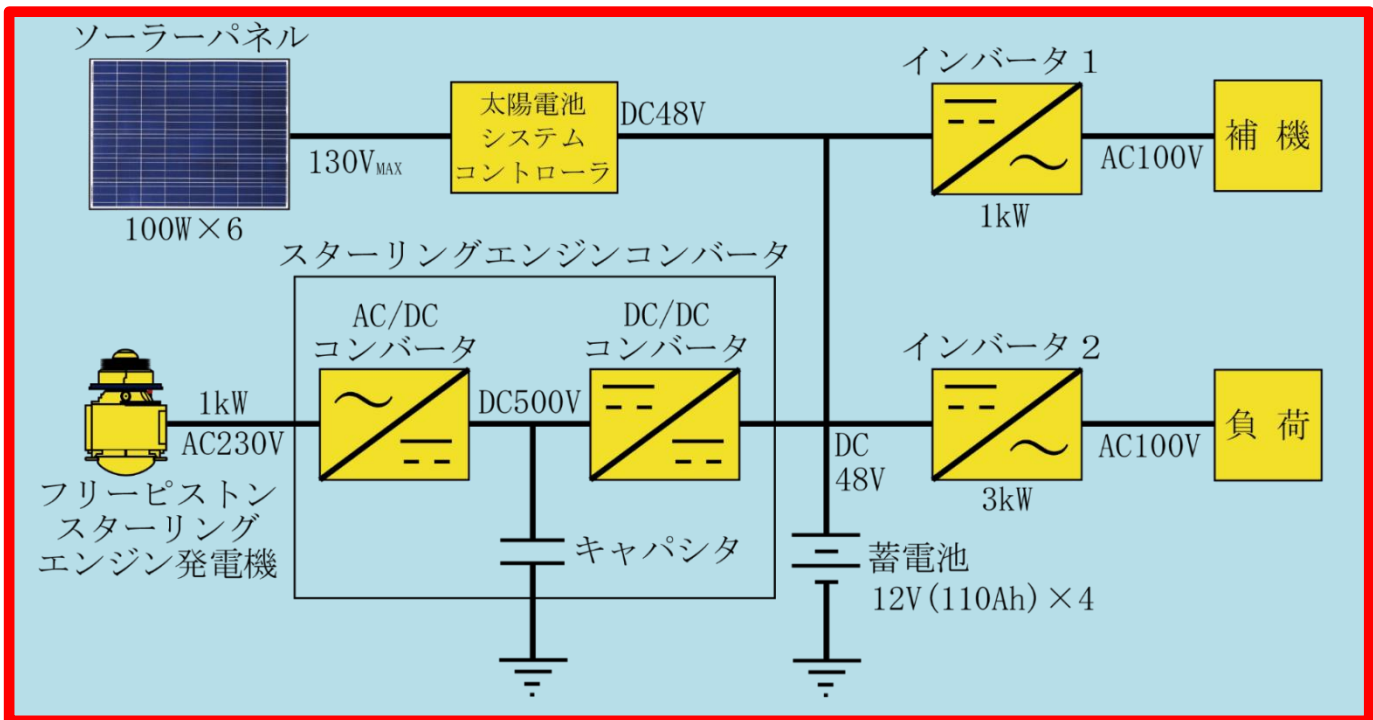 ソーラーパネル
100W×6
130VMAX
太陽電池
システム
コントローラ
DC48V
インバータ1
1kW
AC100V
補機
スターリングエンジンコンバータ
AC/DC
コンバータ
DC500V
DC/DC
コンバータ
キャパシタ
1kW
AC230V
フリーピストン
スターリング
エンジン発電機
DC
48V
インバータ2
3kW
AC100V
負荷
蓄電池
12V(110Ah)×4